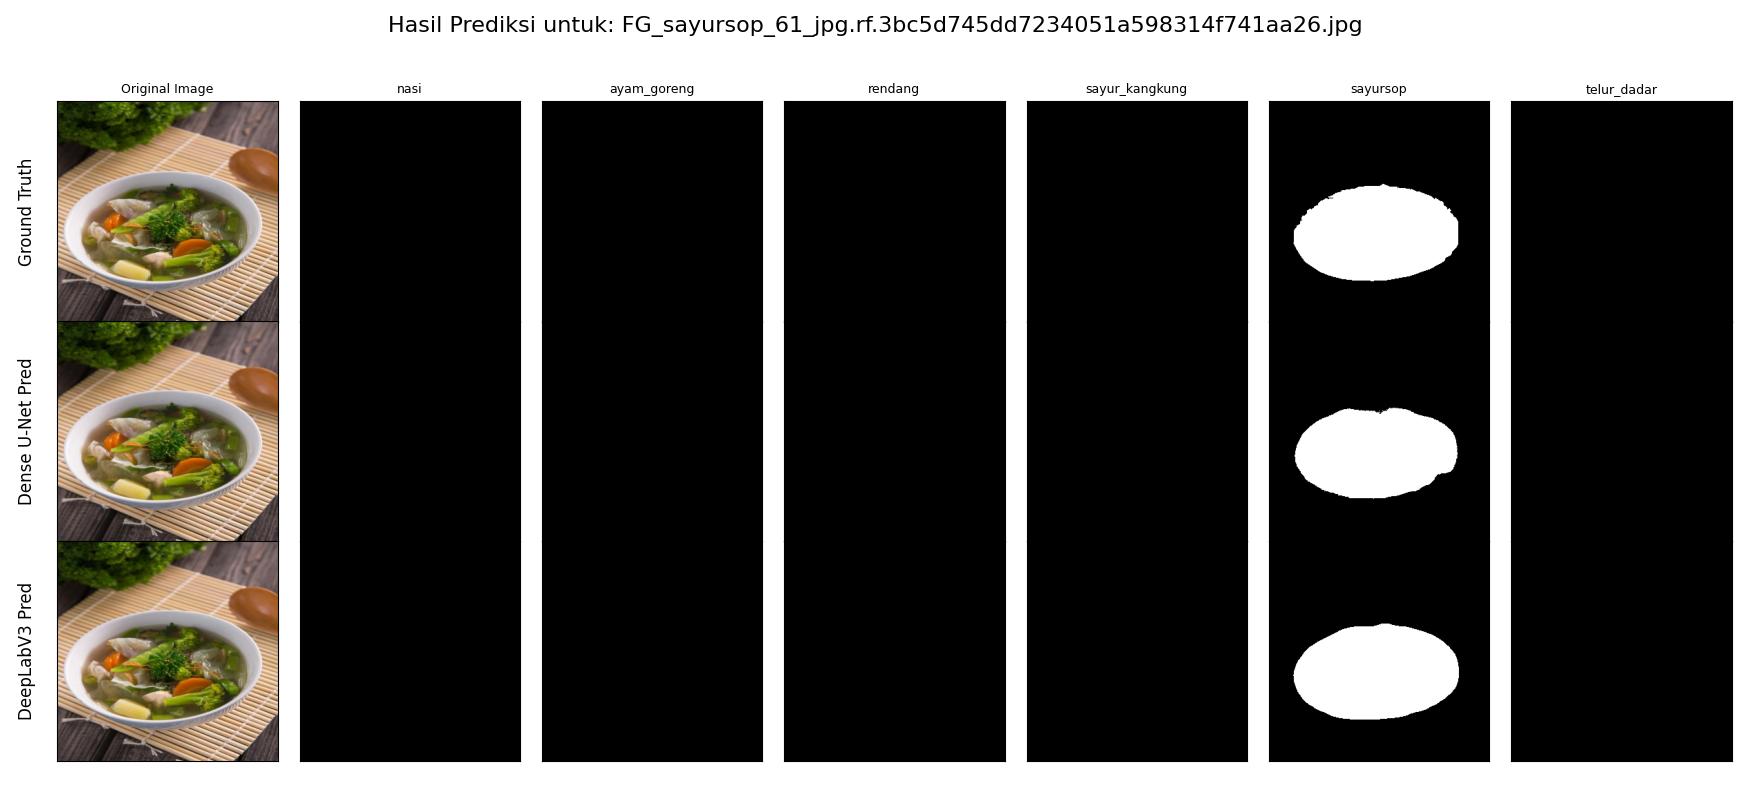 Hasil Prediksi untuk: FG_sayursop_61_jpg.rf.3bc5d745dd7234051a598314f741aa26.jpg
Original Image
nasi
ayam_goreng
rendang
sayur_kangkung
sayursop
telur_dadar
Ground Truth
Dense U-Net Pred
DeepLabV3 Pred